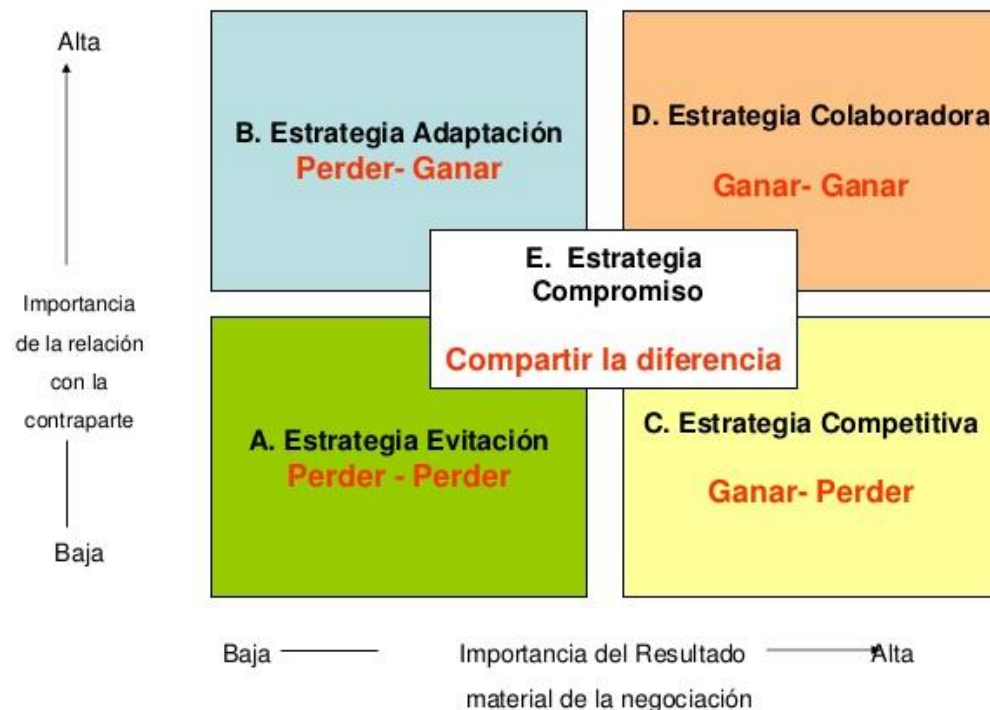 Alta
Importancia
de la relación
con la
contraparte
Baja
B. Estrategia Adaptación
Perder- Ganar
D. Estrategia Colaboradora
Ganar- Ganar
E. Estrategia
Compromiso
Compartir la diferencia
A. Estrategia Evitación
Perder - Perder
C. Estrategia Competitiva
Ganar- Perder
Baja
Importancia del Resultado
material de la negociación
Alta